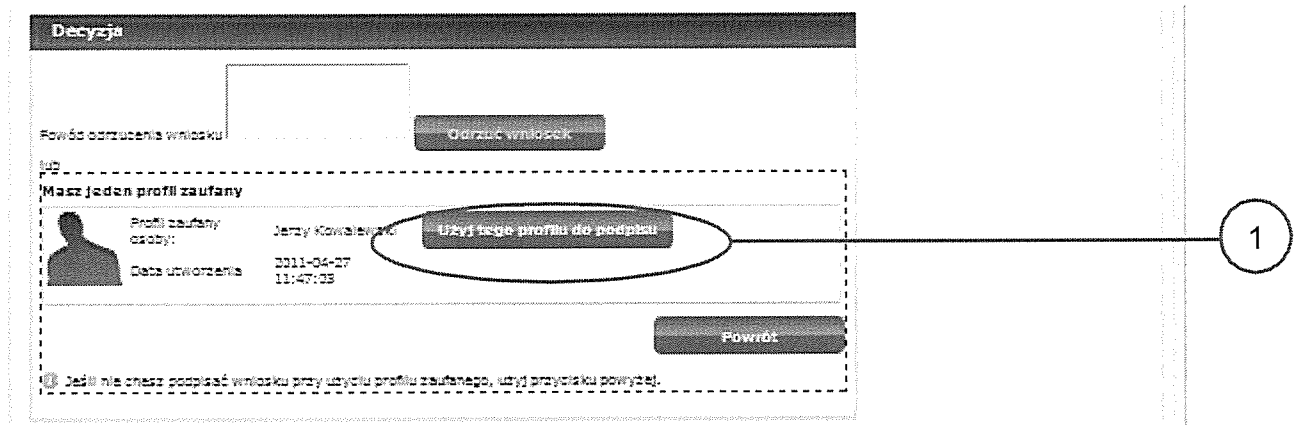 Decyzja
Powód odrzucenia wniosku
Odrzuć wniosek
lub
Masz jeden profil zaufany
Profil zaufany
osoby:
Jerzy Kowalewski
Użyj tego profilu do podpisu
1
Data utworzenia
2011-04-27
11:47:03
Powrót
Jeśli nie chesz podpisać wniosku przy użyciu profilu zaufanego, użyj przycisku powyżej.